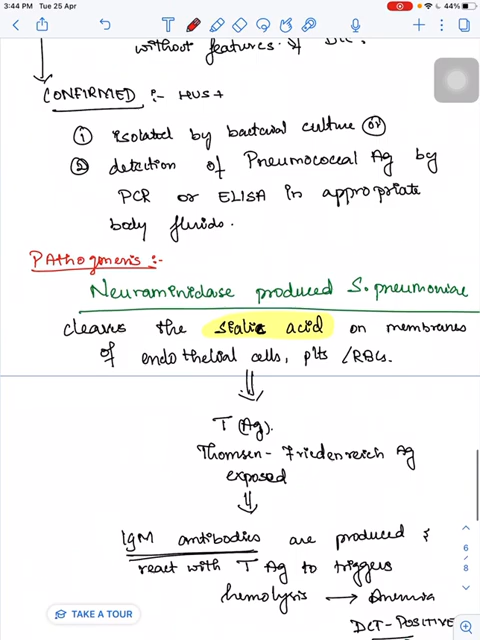 3:44 PM Tue 25 Apr
44%
without features of DIC.
CONFIRMED :- HUS+
① isolated by bacterial culture or
② detection of Pneumococcal Ag by
PCR or ELISA in appropriate
body fluids.
Pathogenesis :-
Neuraminidase produced S. pneumoniae
cleaves the sialic acid on membranes
of endothelial cells, plts /RBCs.
T (Ag).
Thomsen-Friedenreich Ag
exposed
IgM antibodies are produced &
react with T Ag to triggers
hemolysis → Anemia
DCT-POSITIVE
6
/
8
TAKE A TOUR